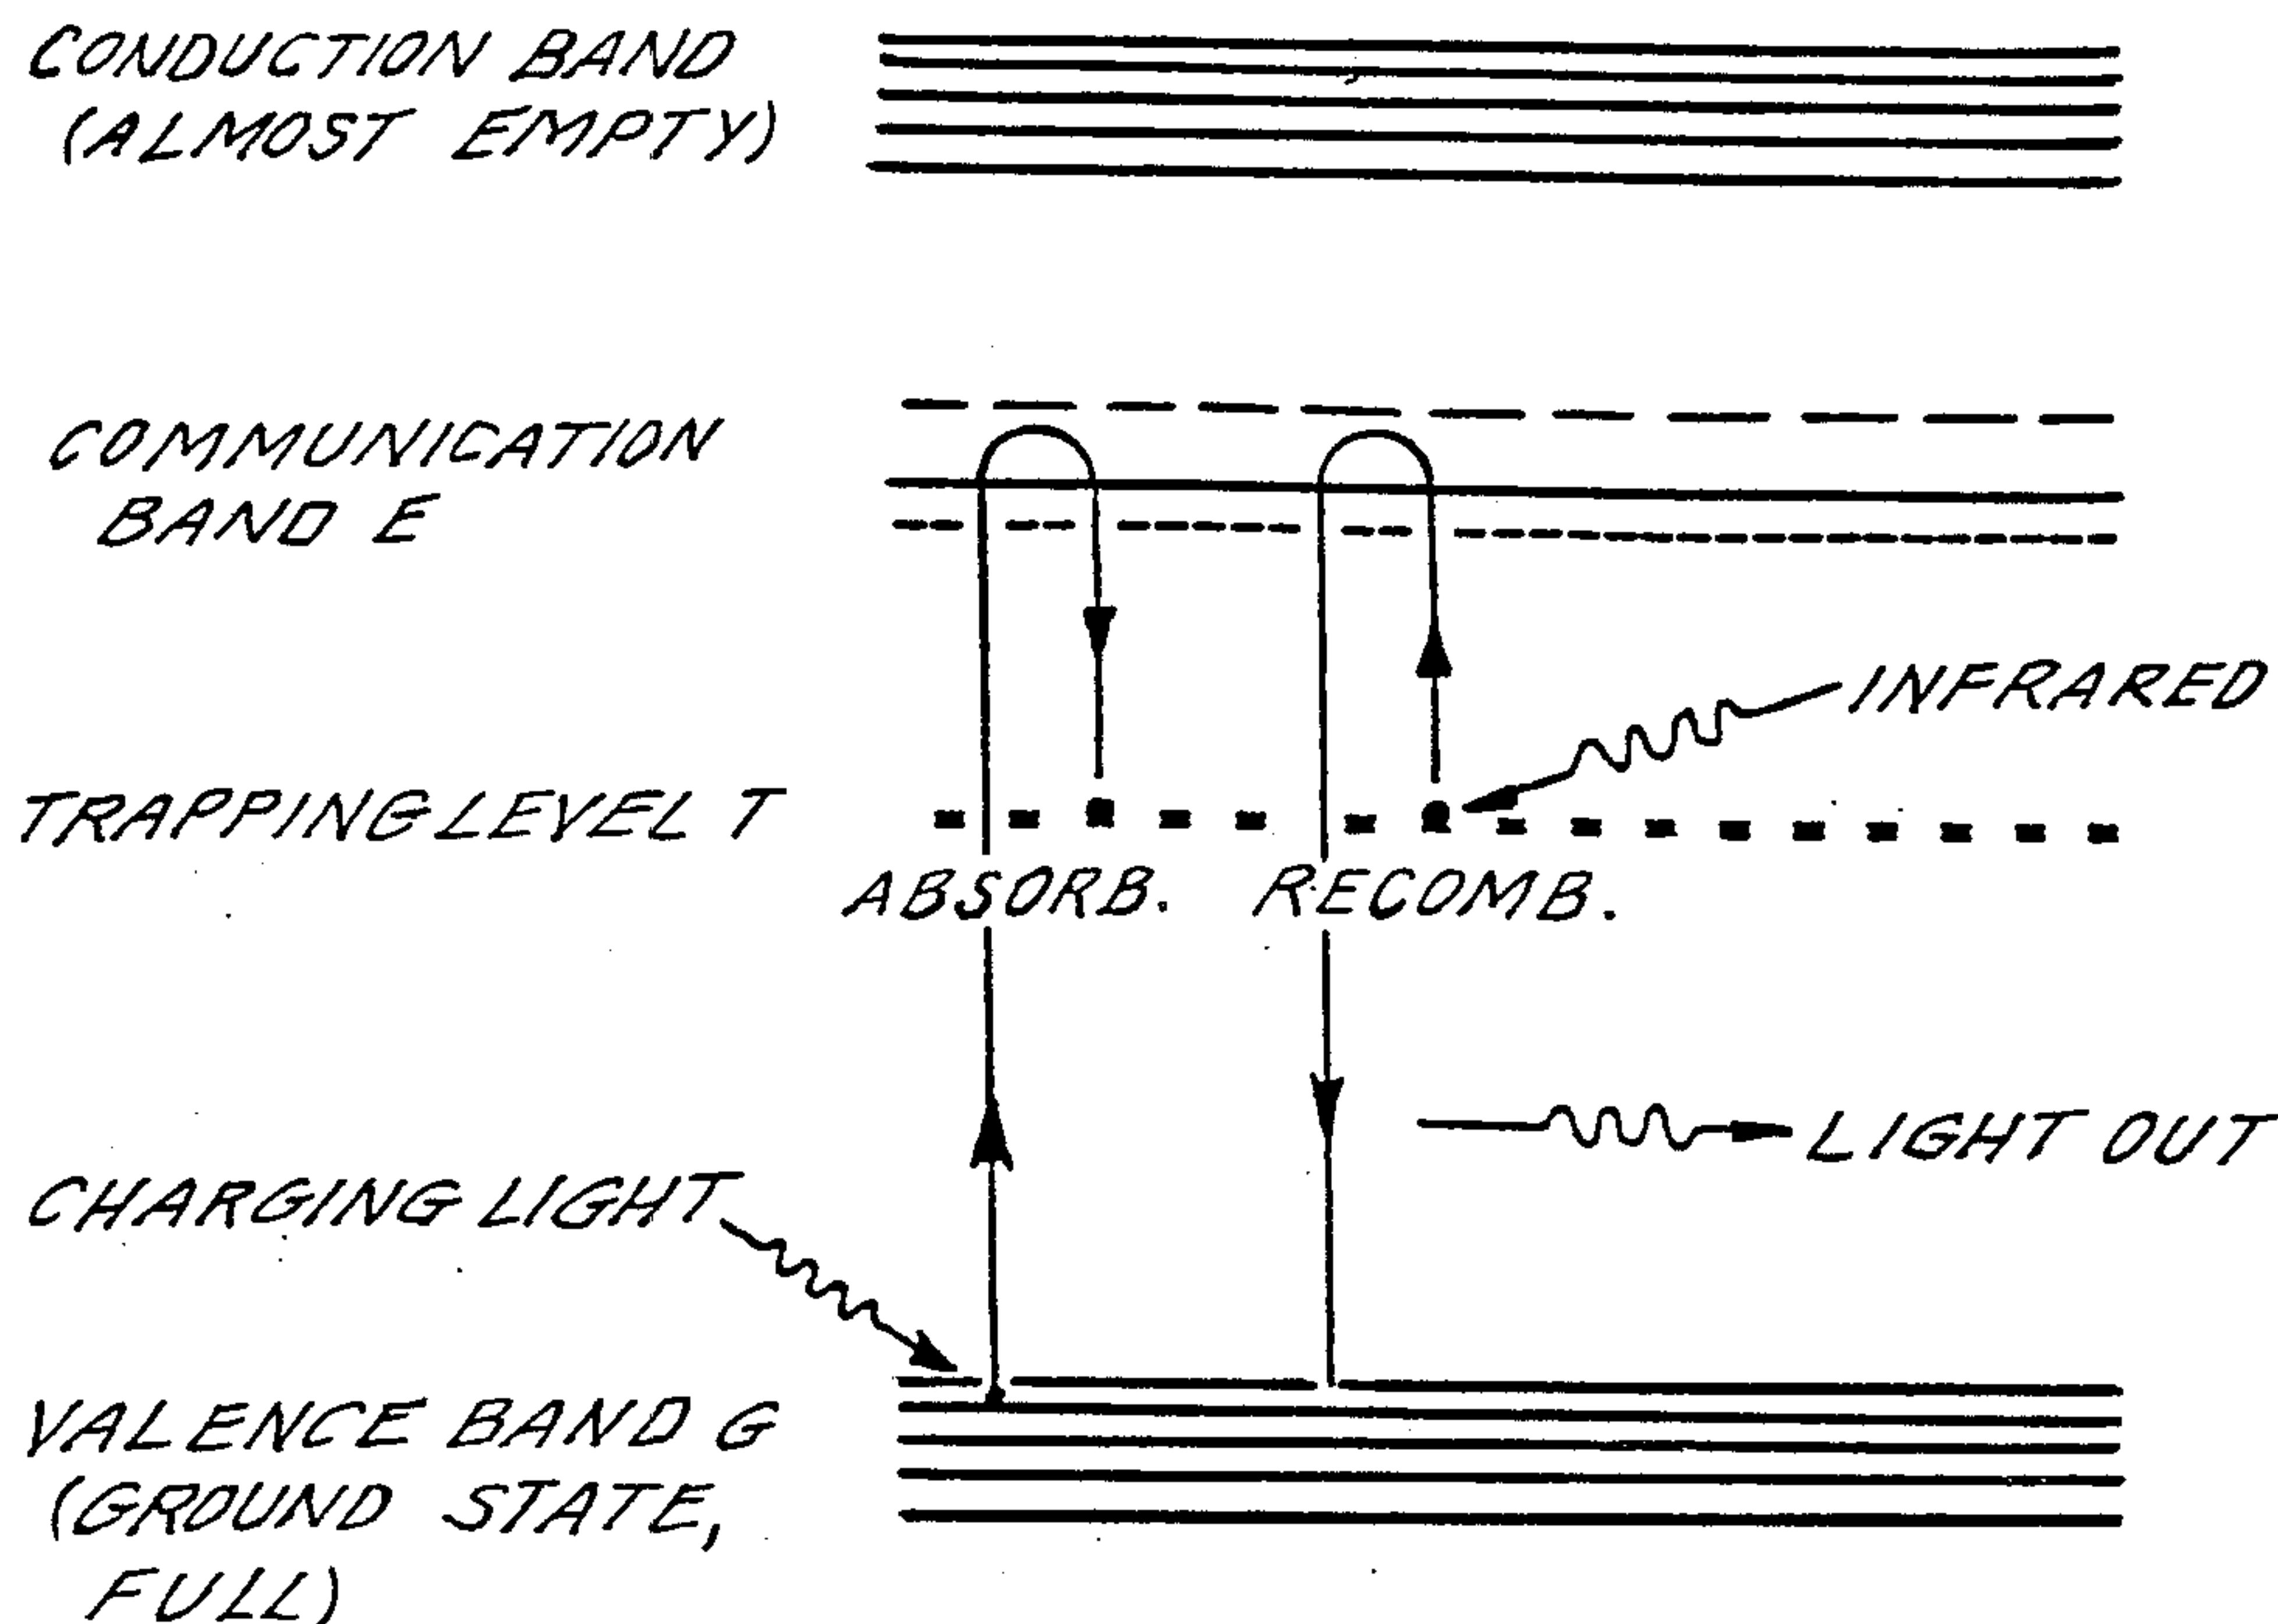 CONDUCTION BAND
(ALMOST EMPTY)
COMMUNICATION
BAND E
INFRARED
TRAPPING LEVEL T
ABSORB. RECOMB.
LIGHT OUT
CHARGING LIGHT
VALENCE BAND G
(GROUND STATE,
FULL)